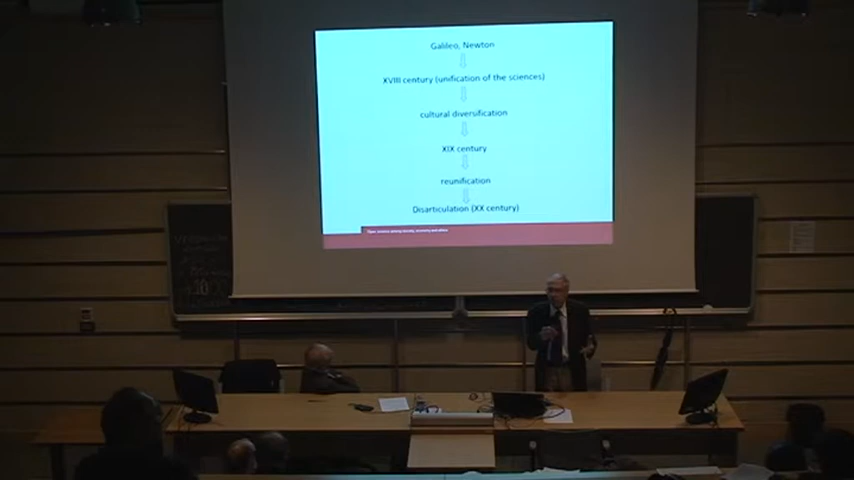 Galileo, Newton
XVIII century (unification of the sciences)
cultural diversification
XIX century
reunification
Disarticulation (XX century)